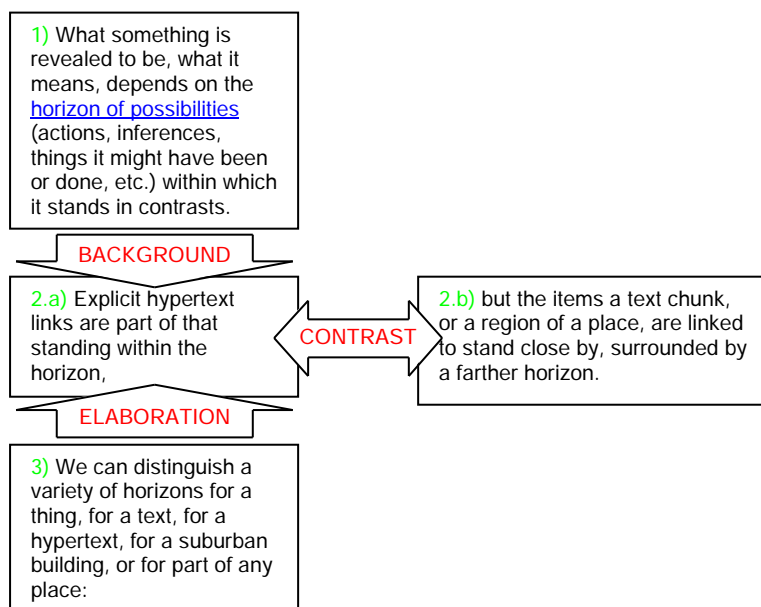 1) What something is
revealed to be, what it
means, depends on the
horizon of possibilities
(actions, inferences,
things it might have been
or done, etc.) within which
it stands in contrasts.
BACKGROUND
2.a) Explicit hypertext
links are part of that
standing within the
horizon,
CONTRAST
2.b) but the items a text chunk,
or a region of a place, are linked
to stand close by, surrounded by
a farther horizon.
ELABORATION
3) We can distinguish a
variety of horizons for a
thing, for a text, for a
hypertext, for a suburban
building, or for part of any
place: